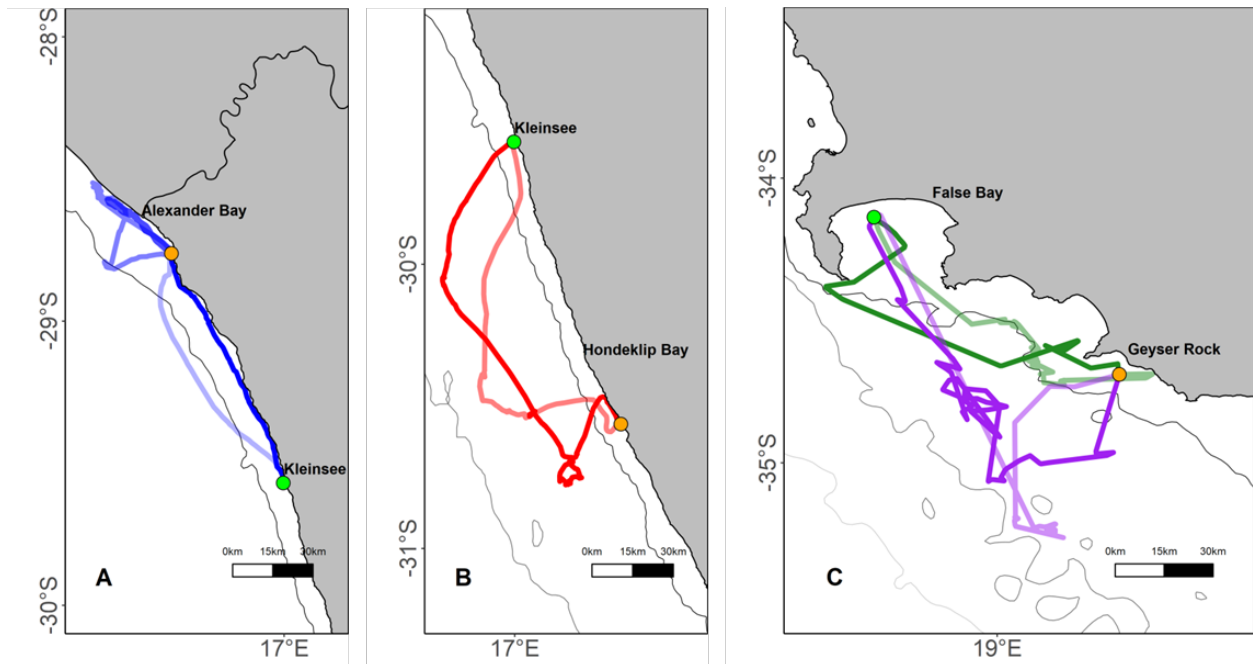 -28°S
-29°S
-30°S
Alexander Bay
Kleinsee
0km 15km 30km
A
17°E
-30°S
-31°S
Kleinsee
Hondeklip Bay
0km 15km 30km
B
17°E
-34°S
-35°S
False Bay
Geyser Rock
0km 15km 30km
C
19°E